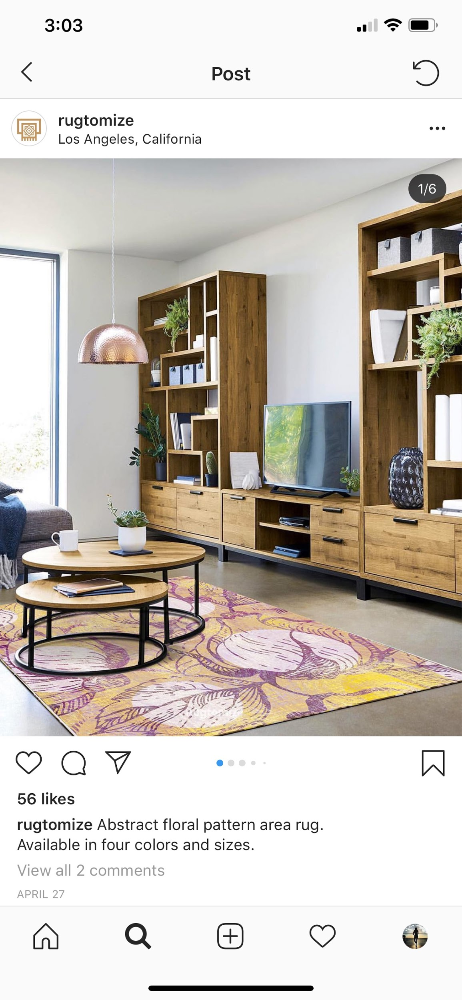 3:03
Post
rugtomize
Los Angeles, California
1/6
Rugtomize
56 likes
rugtomize Abstract floral pattern area rug.
Available in four colors and sizes.
View all 2 comments
APRIL 27